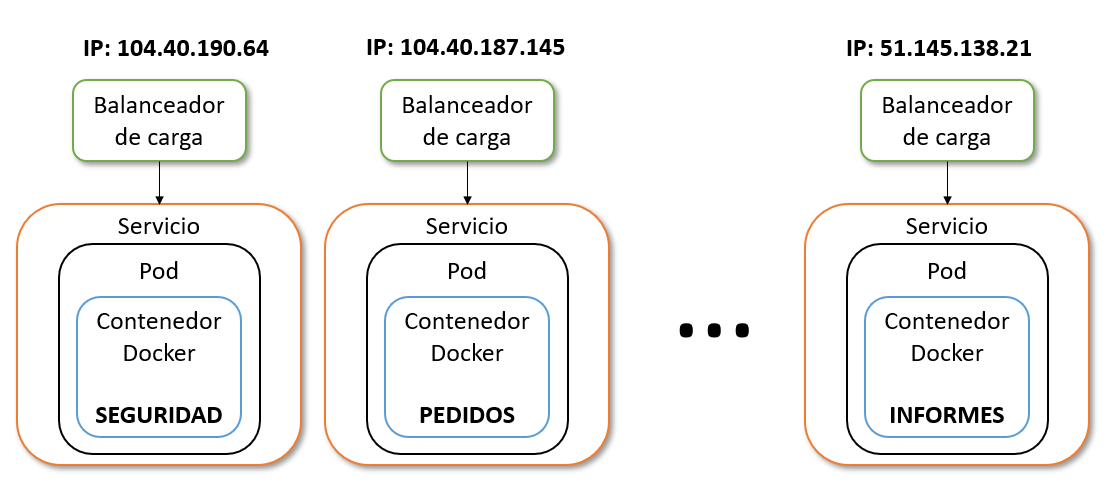 IP: 104.40.190.64
Balanceador
de carga
Servicio
Pod
Contenedor
Docker
SEGURIDAD
IP: 104.40.187.145
Balanceador
de carga
Servicio
Pod
Contenedor
Docker
PEDIDOS
...
IP: 51.145.138.21
Balanceador
de carga
Servicio
Pod
Contenedor
Docker
INFORMES